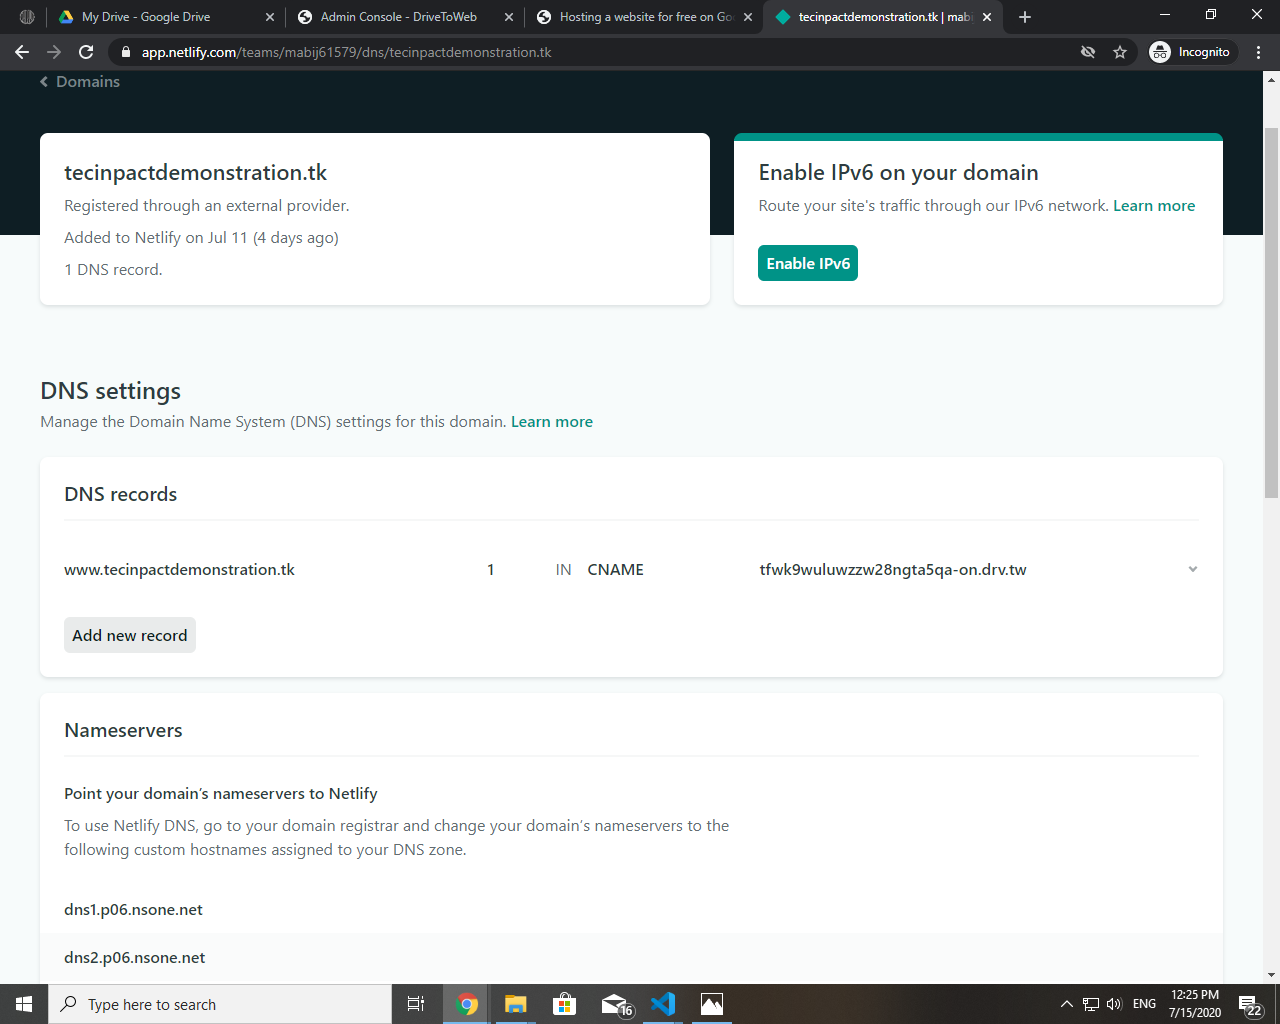 My Drive - Google Drive
Admin Console - DriveToWeb
Hosting a website for free on Goo
tecinpactdemonstration.tk | mabi
app.netlify.com/teams/mabij61579/dns/tecinpactdemonstration.tk
Incognito
Domains
tecinpactdemonstration.tk
Registered through an external provider.
Added to Netlify on Jul 11 (4 days ago)
1 DNS record.
Enable IPv6 on your domain
Route your site's traffic through our IPv6 network. Learn more
Enable IPv6
DNS settings
Manage the Domain Name System (DNS) settings for this domain. Learn more
DNS records
www.tecinpactdemonstration.tk 1 IN CNAME tfwk9wuluwzzw28ngta5qa-on.drv.tw
Add new record
Nameservers
Point your domain's nameservers to Netlify
To use Netlify DNS, go to your domain registrar and change your domain's nameservers to the
following custom hostnames assigned to your DNS zone.
dns1.p06.nsone.net
dns2.p06.nsone.net
Type here to search
16
ENG
12:25 PM
7/15/2020
22